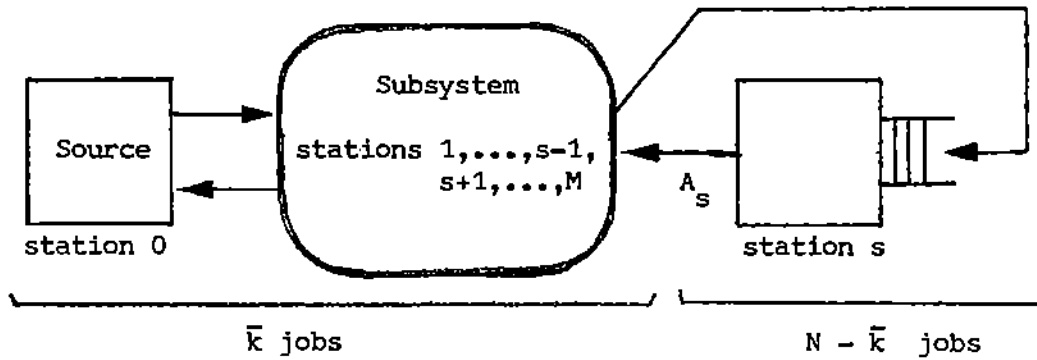 Subsystem
Source
stations 1,...,s-1,
s+1,...,M
A_s
station 0
station s
k̄ jobs
N - k̄ jobs